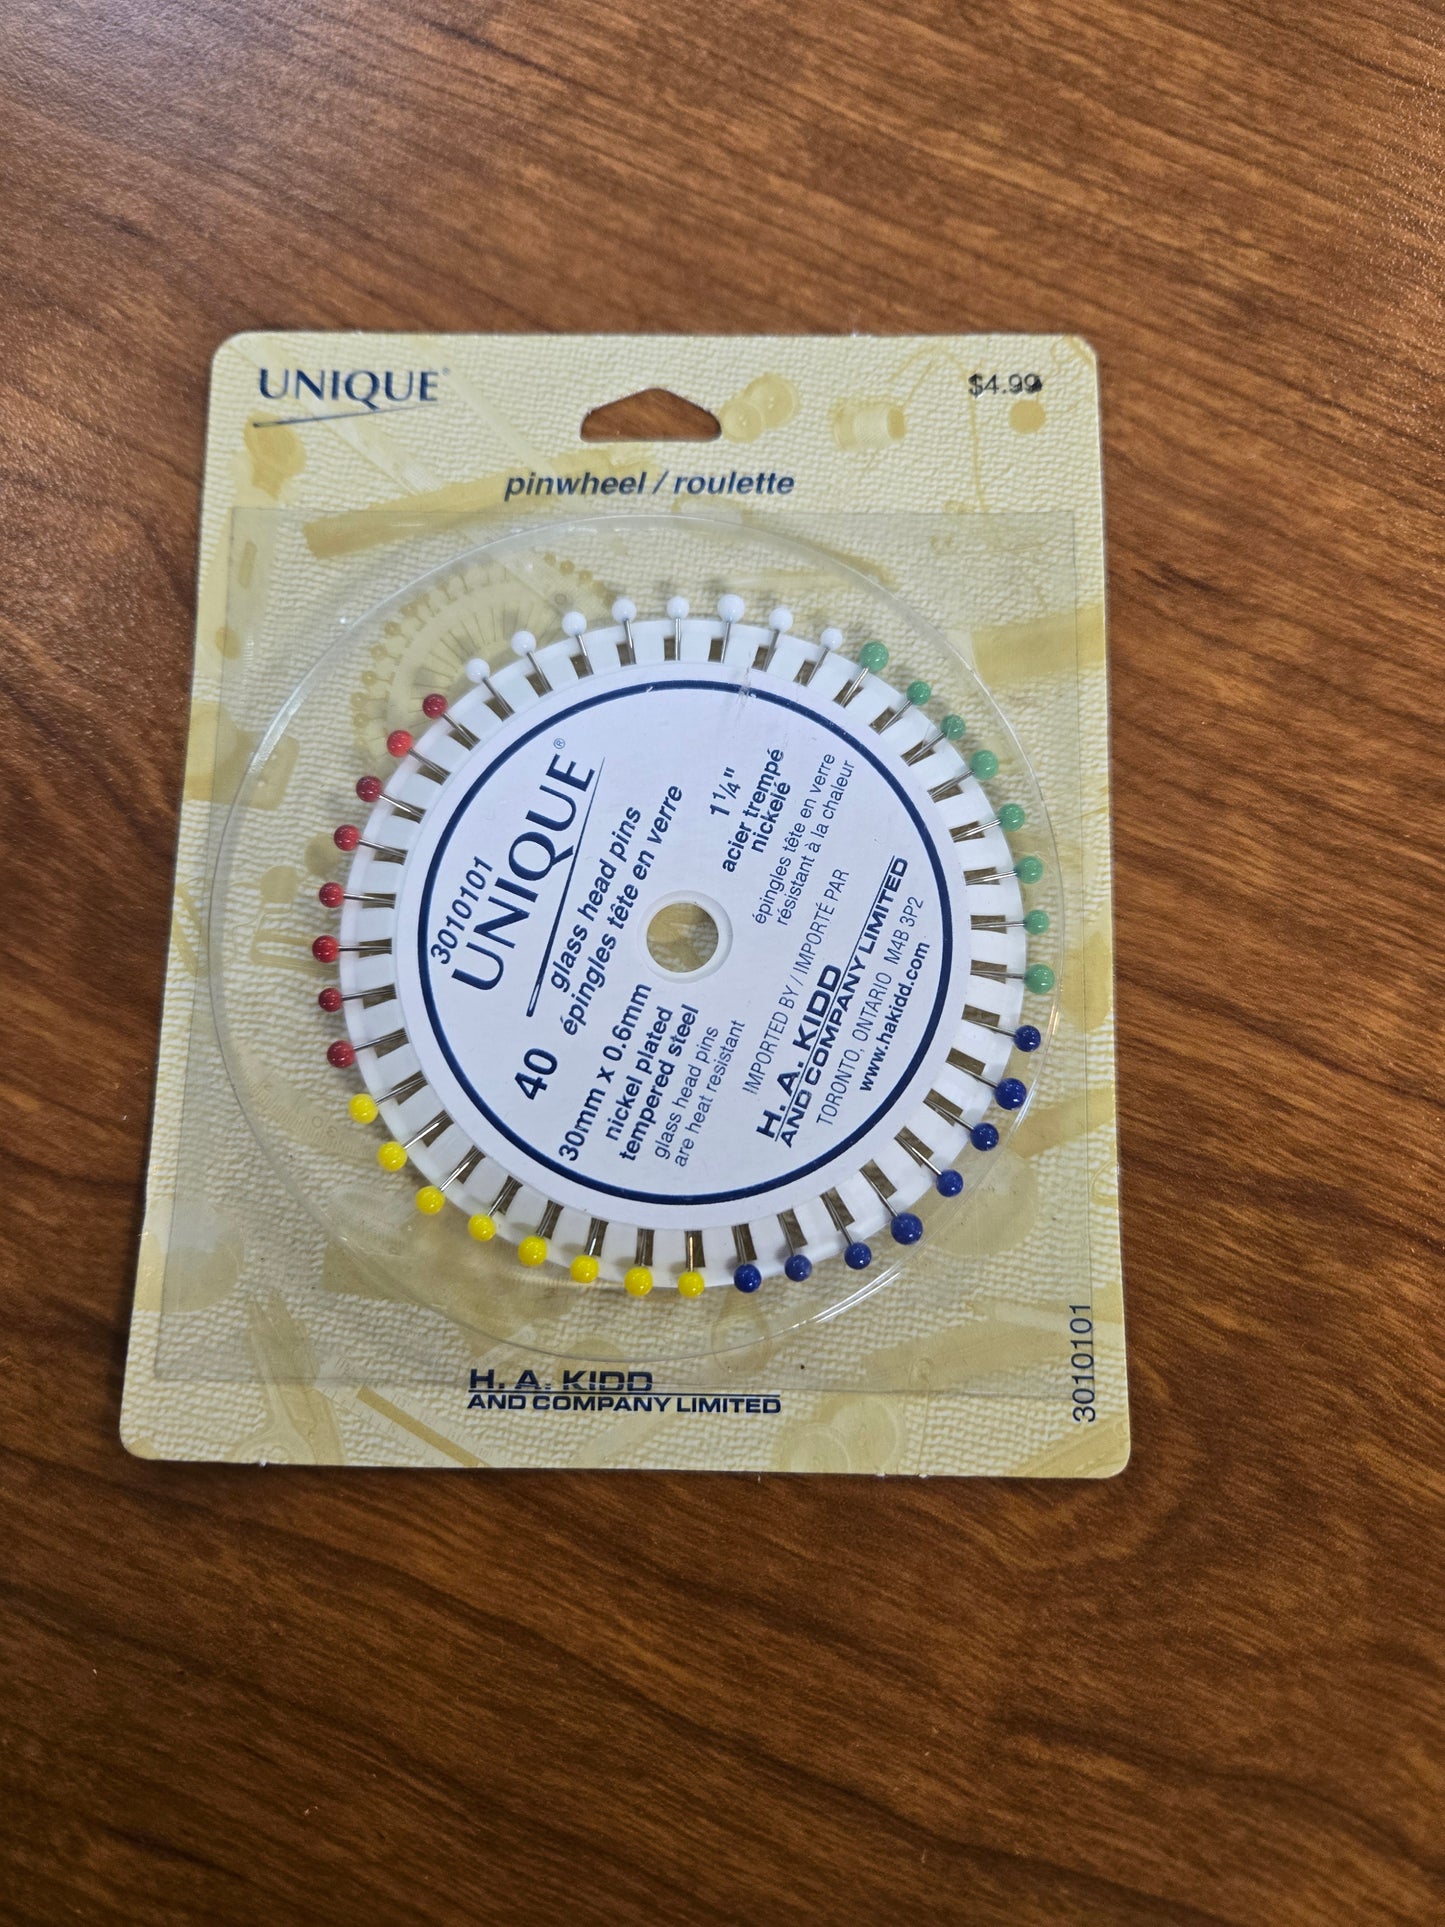 UNIQUE®
$4.99
pinwheel / roulette
3010101
UNIQUE®
glass head pins
épingles tête en verre
40
30mm x 0.6mm
nickel plated
tempered steel
glass head pins
are heat resistant
1 1/4"
acier trempé
nickelé
épingles tête en verre
résistant à la chaleur
IMPORTED BY / IMPORTÉ PAR
H. A. KIDD
AND COMPANY LIMITED
TORONTO, ONTARIO M4B 3P2
www.hakidd.com
H. A. KIDD
AND COMPANY LIMITED
3010101